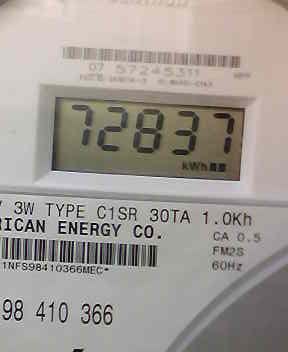 07 57245311
72837
kWh
V 3W TYPE C1SR 30TA 1.0Kh
RICAN ENERGY CO.
CA 0.5
FM2S
60Hz
1NFS98410366MEC*
98 410 366